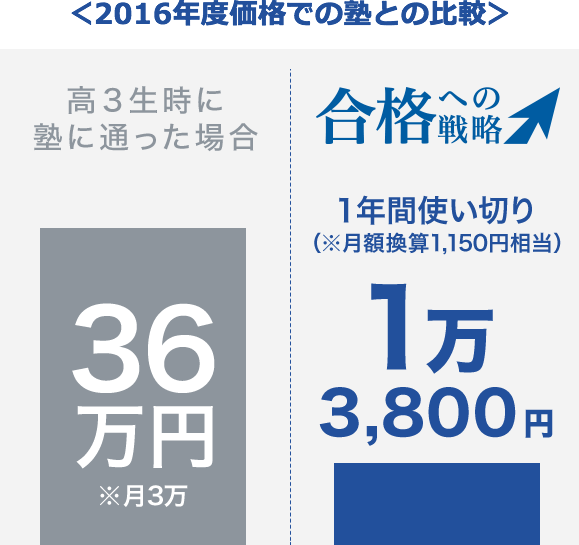 ＜2016年度価格での塾との比較＞
高３生時に
塾に通った場合
36
万円
※月3万
合格への
戦略
1年間使い切り
（※月額換算1,150円相当）
1万
3,800円